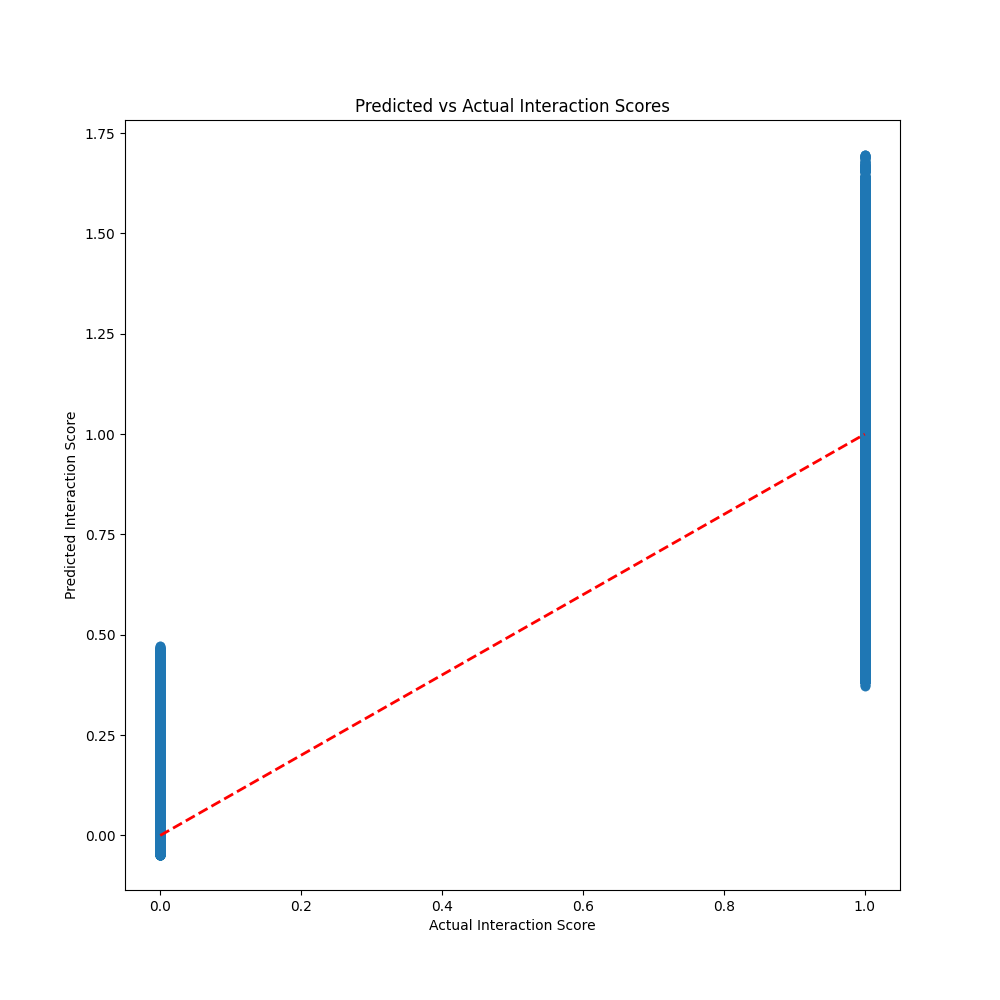 Predicted vs Actual Interaction Scores
1.75
1.50
1.25
1.00
0.75
0.50
0.25
0.00
Predicted Interaction Score
0.0 0.2 0.4 0.6 0.8 1.0
Actual Interaction Score